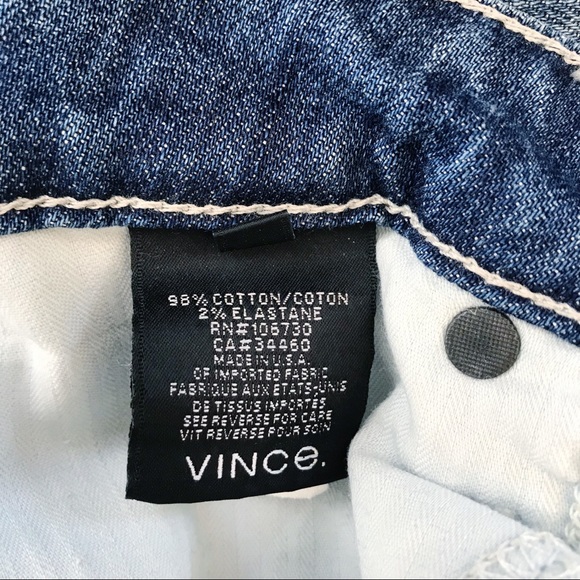 98% COTTON/COTON
2% ELASTANE
RN#106730
CA#34460
MADE IN U.S.A.
OF IMPORTED FABRIC
FABRIQUE AUX ETATS-UNIS
DE TISSUS IMPORTES
SEE REVERSE FOR CARE
VIT REVERSE POUR SOIN
VINCe.